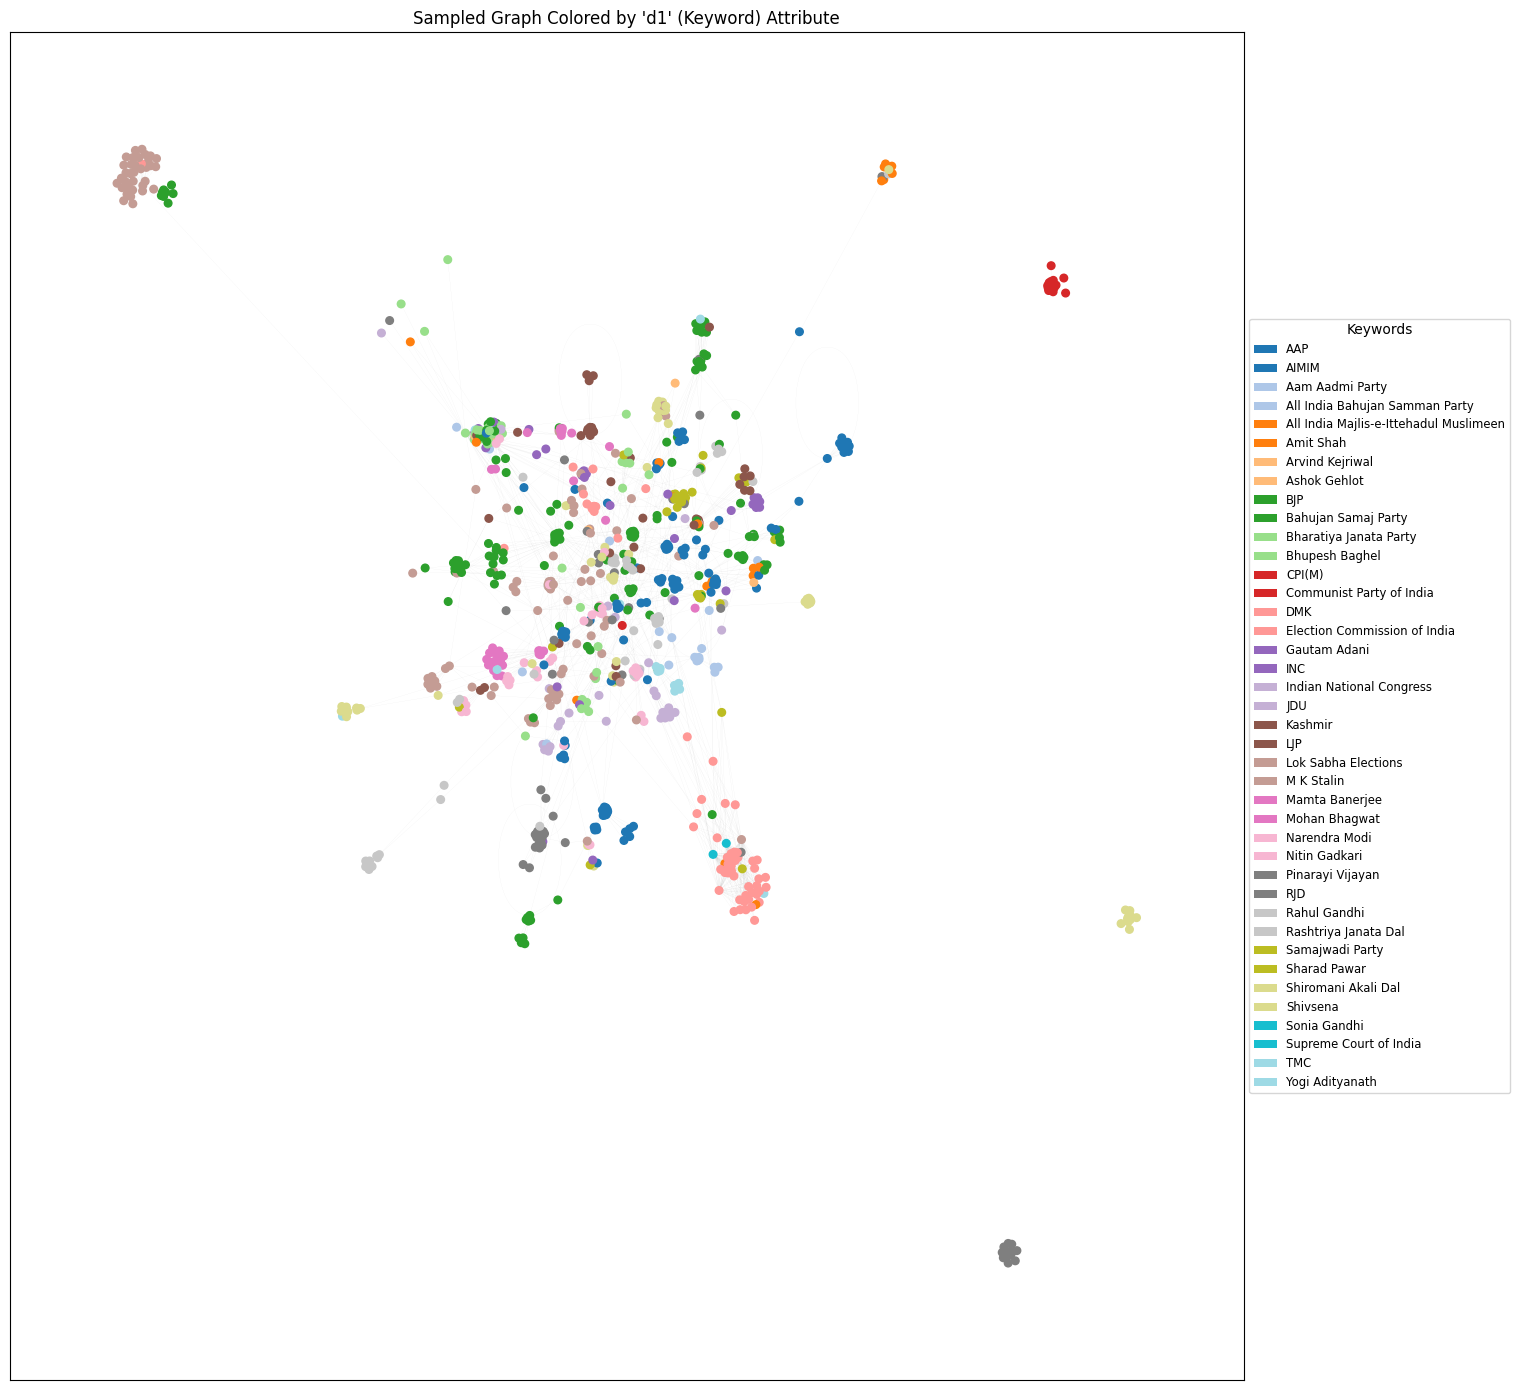 Sampled Graph Colored by 'd1' (Keyword) Attribute
Keywords
AAP
AIMIM
Aam Aadmi Party
All India Bahujan Samman Party
All India Majlis-e-Ittehadul Muslimeen
Amit Shah
Arvind Kejriwal
Ashok Gehlot
BJP
Bahujan Samaj Party
Bharatiya Janata Party
Bhupesh Baghel
CPI(M)
Communist Party of India
DMK
Election Commission of India
Gautam Adani
INC
Indian National Congress
JDU
Kashmir
LJP
Lok Sabha Elections
M K Stalin
Mamta Banerjee
Mohan Bhagwat
Narendra Modi
Nitin Gadkari
Pinarayi Vijayan
RJD
Rahul Gandhi
Rashtriya Janata Dal
Samajwadi Party
Sharad Pawar
Shiromani Akali Dal
Shivsena
Sonia Gandhi
Supreme Court of India
TMC
Yogi Adityanath